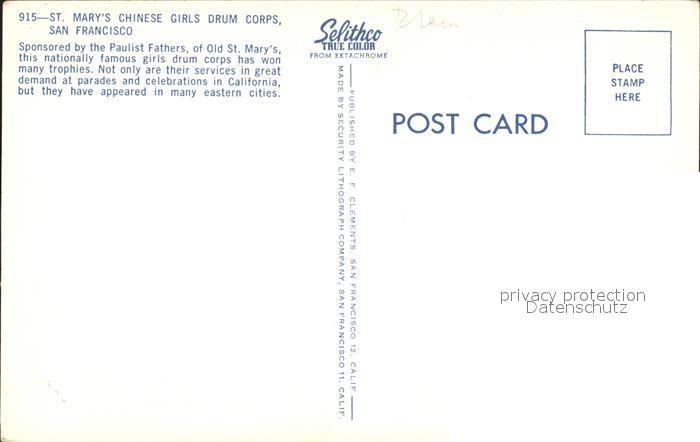 915—ST. MARY'S CHINESE GIRLS DRUM CORPS,
SAN FRANCISCO
Sponsored by the Paulist Fathers, of Old St. Mary's,
this nationally famous girls drum corps has won
many trophies. Not only are their services in great
demand at parades and celebrations in California,
but they have appeared in many eastern cities.
Selithco
TRUE COLOR
FROM EKTACHROME
PUBLISHED BY E. F. CLEMENTS, SAN FRANCISCO 12, CALIF.
MADE BY SECURITY LITHOGRAPH COMPANY, SAN FRANCISCO 11, CALIF.
POST CARD
PLACE
STAMP
HERE
privacy protection
Datenschutz